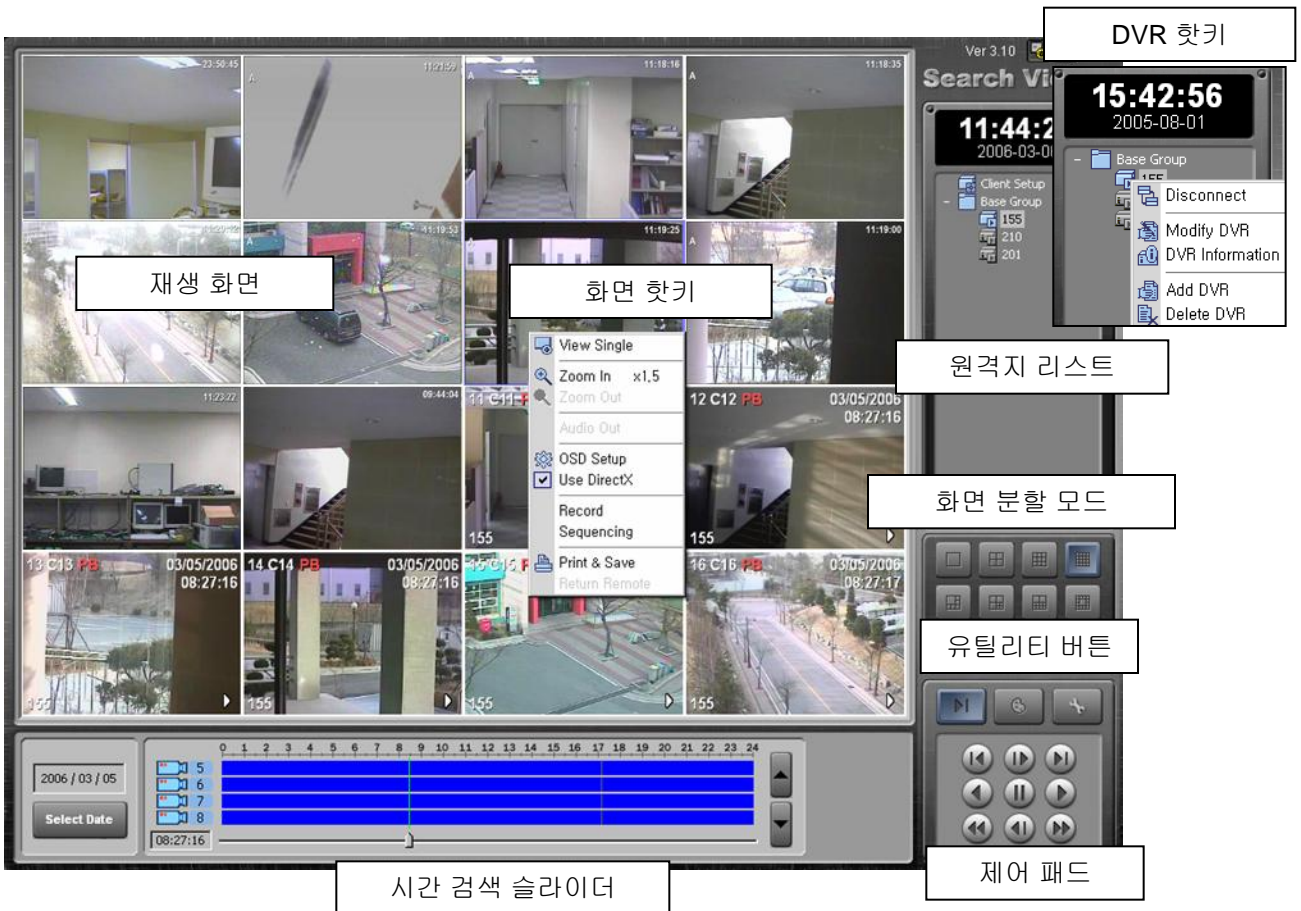 DVR 핫키
Ver 3.10
23:50:45
A
11:18:16
A
11:18:35
A
Search Vi
15:42:56
2005-08-01
11:44:2
2006-03-0
Base Group
155
Disconnect
Modify DVR
DVR Information
Add DVR
Delete DVR
Client Setup
Base Group
155
210
201
A
11:19:53
A
11:19:25
A
11:19:00
재생 화면
화면 핫키
원격지 리스트
View Single
Zoom In x1,5
Zoom Out
Audio Out
OSD Setup
Use DirectX
Record
Sequencing
Print & Save
Return Remote
11:23:22
09:44:04
11 C11
155
12 C12 PB
03/05/2006
08:27:16
155
화면 분할 모드
13 C13 PB
03/05/2006
08:27:16
155
14 C14 PB
03/05/2006
08:27:16
155
15 C15
155
16 C16 PB
03/05/2006
08:27:17
155
유틸리티 버튼
0 1 2 3 4 5 6 7 8 9 10 11 12 13 14 15 16 17 18 19 20 21 22 23 24
2006 / 03 / 05
Select Date
5
6
7
8
08:27:16
제어 패드
시간 검색 슬라이더